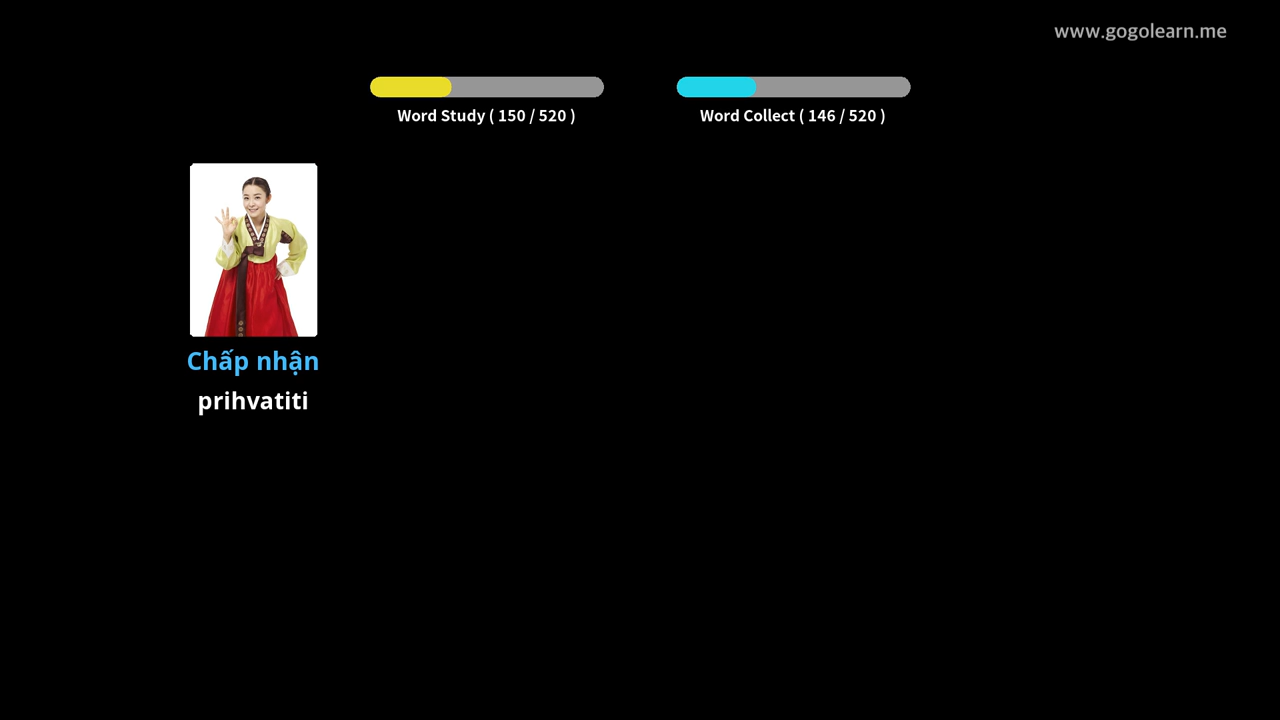 www.gogolearn.me
Word Study ( 150 / 520 )
Word Collect ( 146 / 520 )
Chấp nhận
prihvatiti